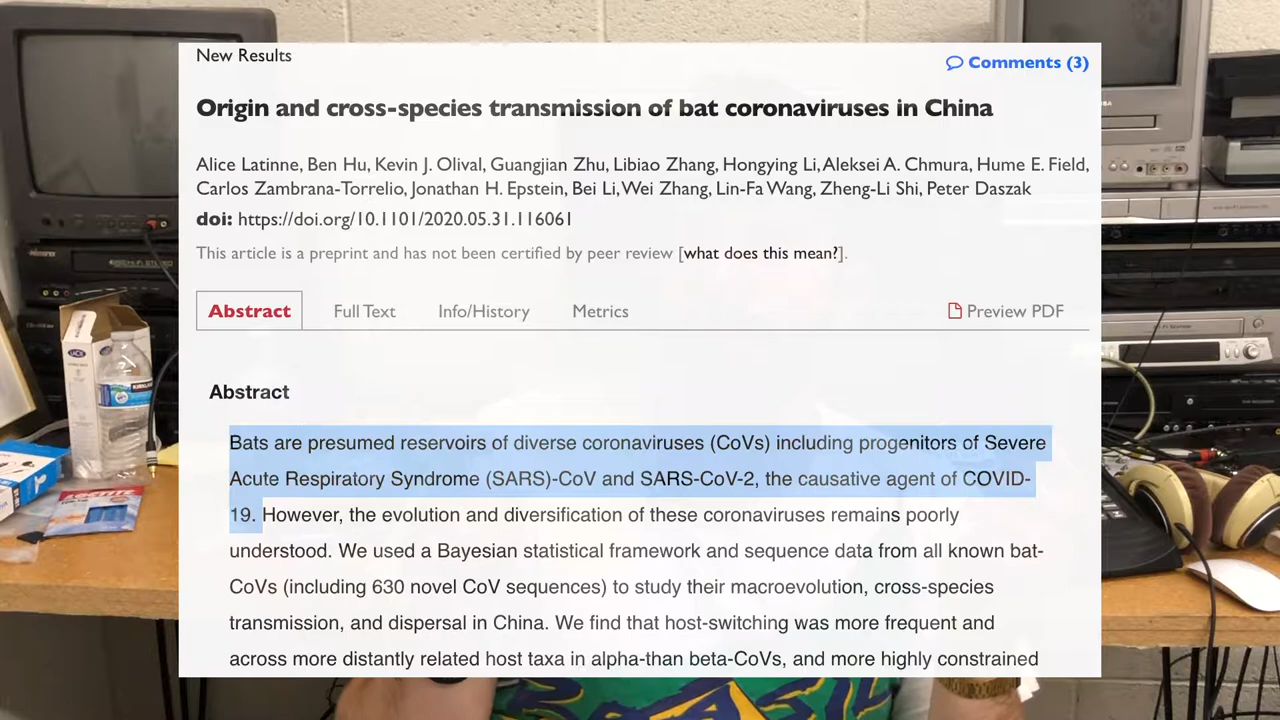 New Results
Comments (3)
Origin and cross-species transmission of bat coronaviruses in China
Alice Latinne, Ben Hu, Kevin J. Olival, Guangjian Zhu, Libiao Zhang, Hongying Li, Aleksei A. Chmura, Hume E. Field,
Carlos Zambrana-Torrelio, Jonathan H. Epstein, Bei Li, Wei Zhang, Lin-Fa Wang, Zheng-Li Shi, Peter Daszak
doi: https://doi.org/10.1101/2020.05.31.116061
This article is a preprint and has not been certified by peer review [what does this mean?].
Abstract Full Text Info/History Metrics Preview PDF
Abstract
Bats are presumed reservoirs of diverse coronaviruses (CoVs) including progenitors of Severe
Acute Respiratory Syndrome (SARS)-CoV and SARS-CoV-2, the causative agent of COVID-
19. However, the evolution and diversification of these coronaviruses remains poorly
understood. We used a Bayesian statistical framework and sequence data from all known bat-
CoVs (including 630 novel CoV sequences) to study their macroevolution, cross-species
transmission, and dispersal in China. We find that host-switching was more frequent and
across more distantly related host taxa in alpha-than beta-CoVs, and more highly constrained
KIRKLAND
LOCTITE